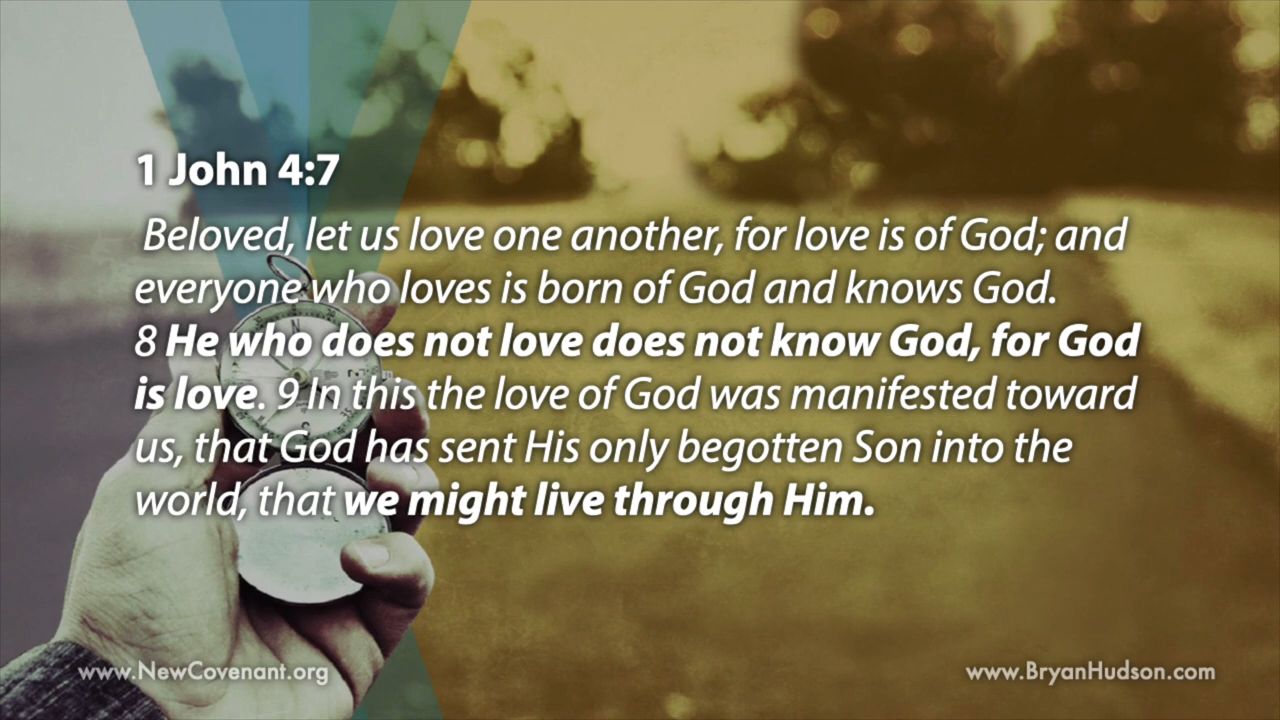 1 John 4:7
Beloved, let us love one another, for love is of God; and
everyone who loves is born of God and knows God.
8 He who does not love does not know God, for God
is love. 9 In this the love of God was manifested toward
us, that God has sent His only begotten Son into the
world, that we might live through Him.
www.NewCovenant.org
www.BryanHudson.com